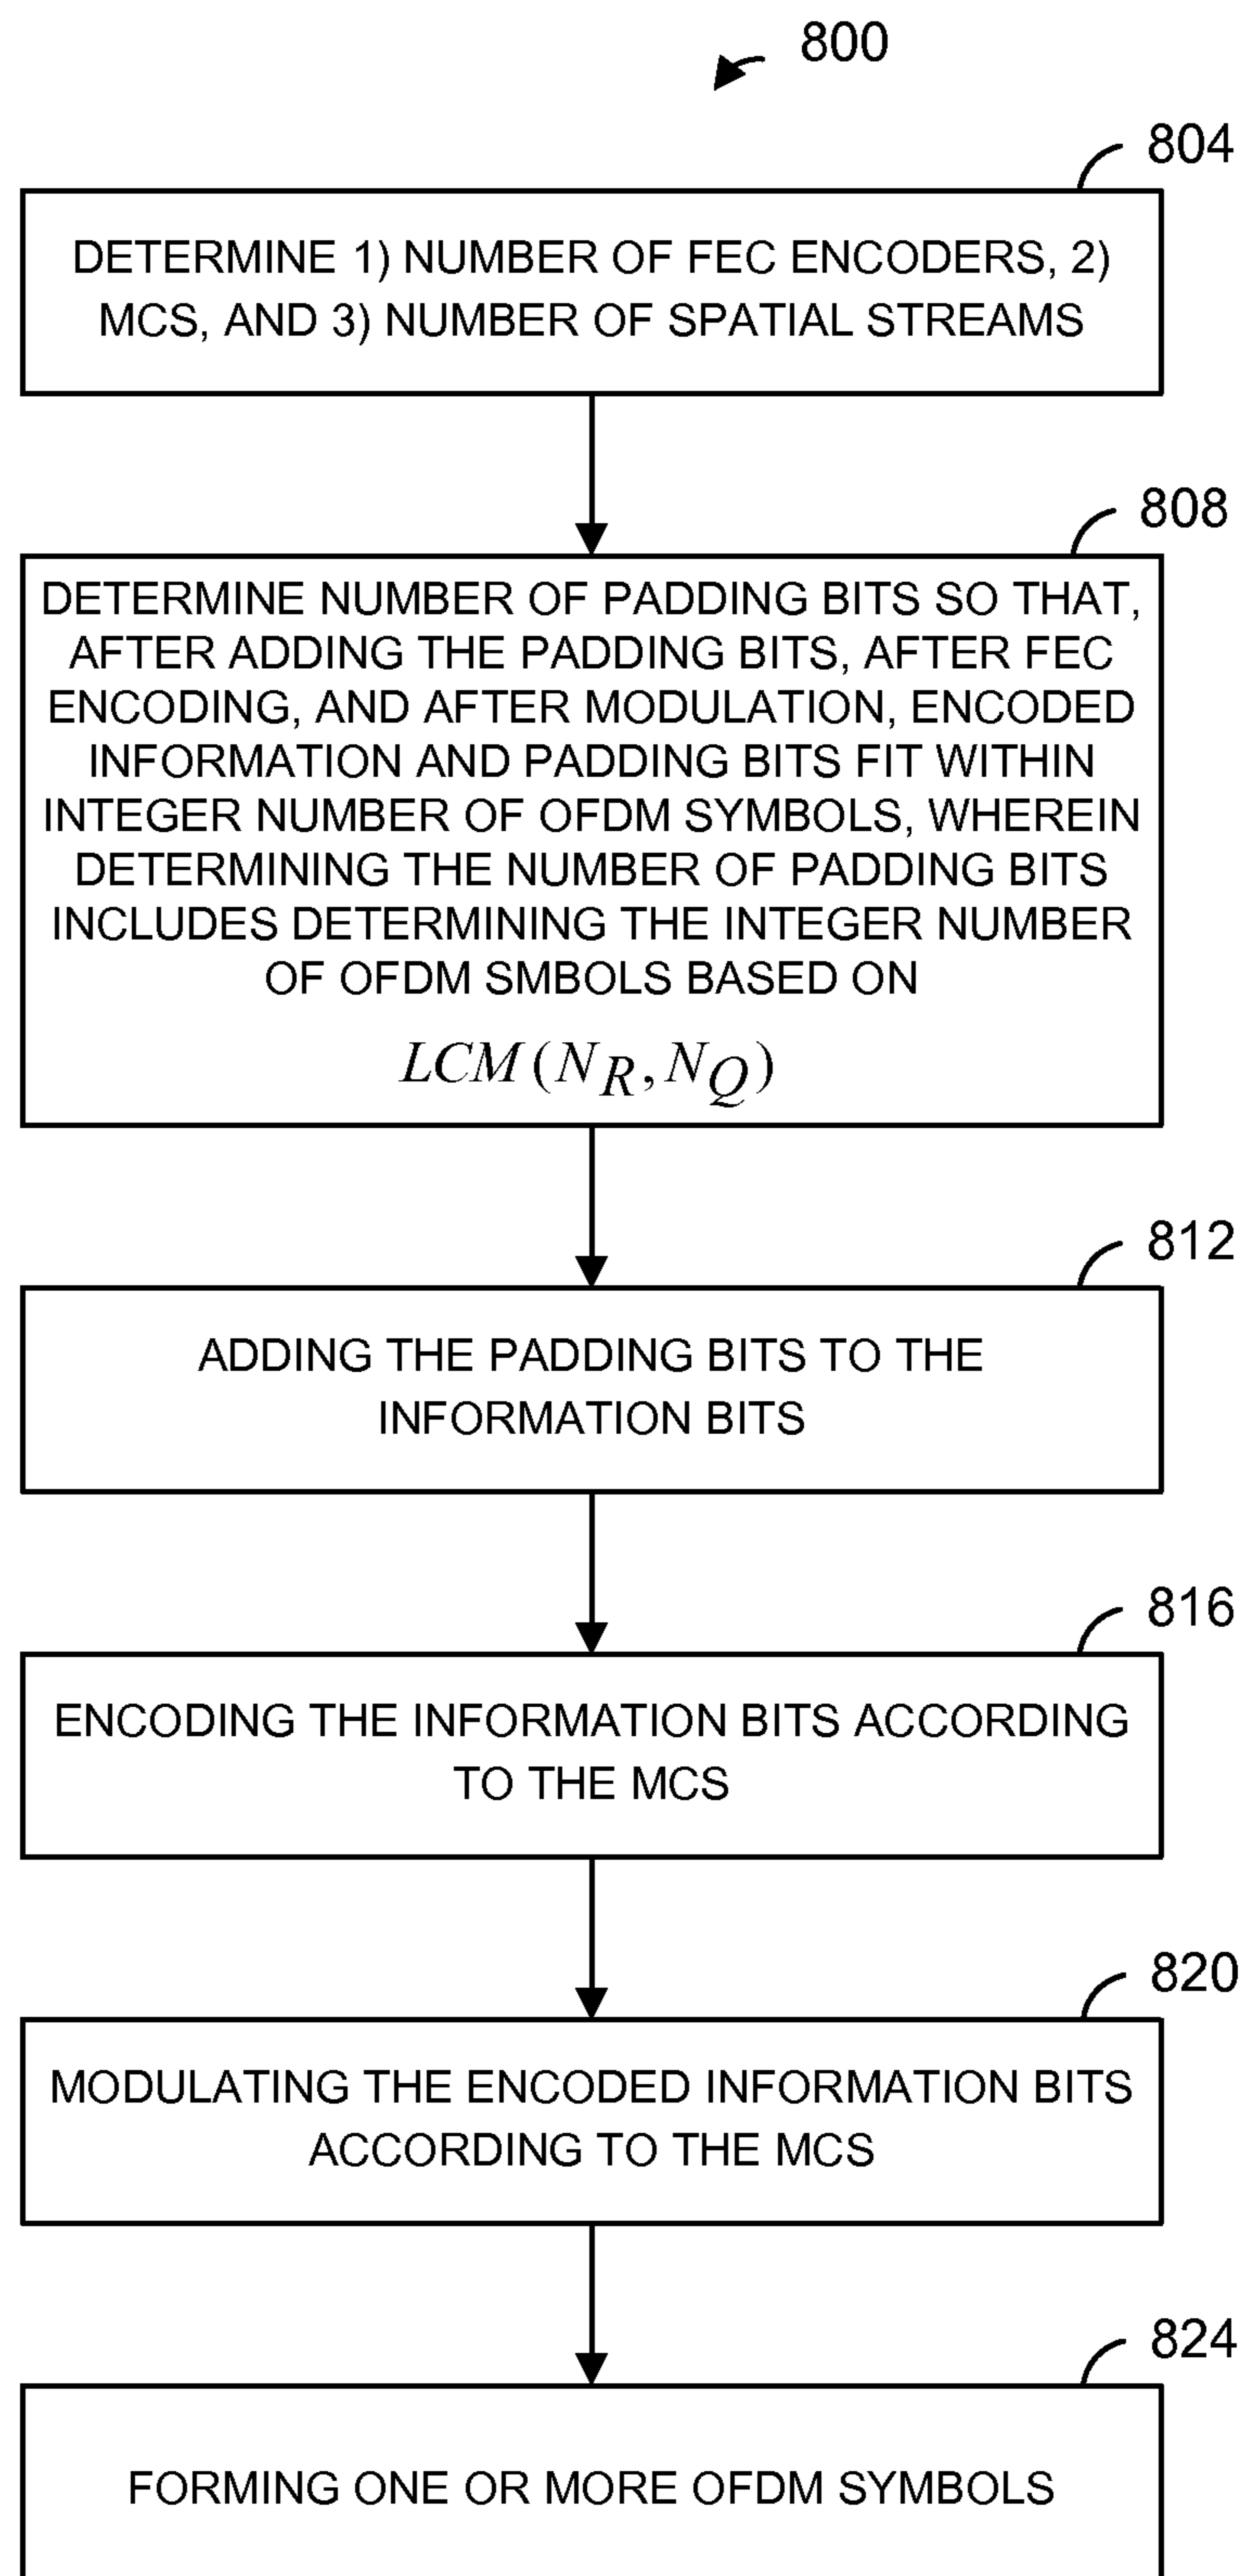 800
804
DETERMINE 1) NUMBER OF FEC ENCODERS, 2)
MCS, AND 3) NUMBER OF SPATIAL STREAMS
808
DETERMINE NUMBER OF PADDING BITS SO THAT,
AFTER ADDING THE PADDING BITS, AFTER FEC
ENCODING, AND AFTER MODULATION, ENCODED
INFORMATION AND PADDING BITS FIT WITHIN
INTEGER NUMBER OF OFDM SYMBOLS, WHEREIN
DETERMINING THE NUMBER OF PADDING BITS
INCLUDES DETERMINING THE INTEGER NUMBER
OF OFDM SMBOLS BASED ON
LCM(N_R,N_Q)
812
ADDING THE PADDING BITS TO THE
INFORMATION BITS
816
ENCODING THE INFORMATION BITS ACCORDING
TO THE MCS
820
MODULATING THE ENCODED INFORMATION BITS
ACCORDING TO THE MCS
824
FORMING ONE OR MORE OFDM SYMBOLS